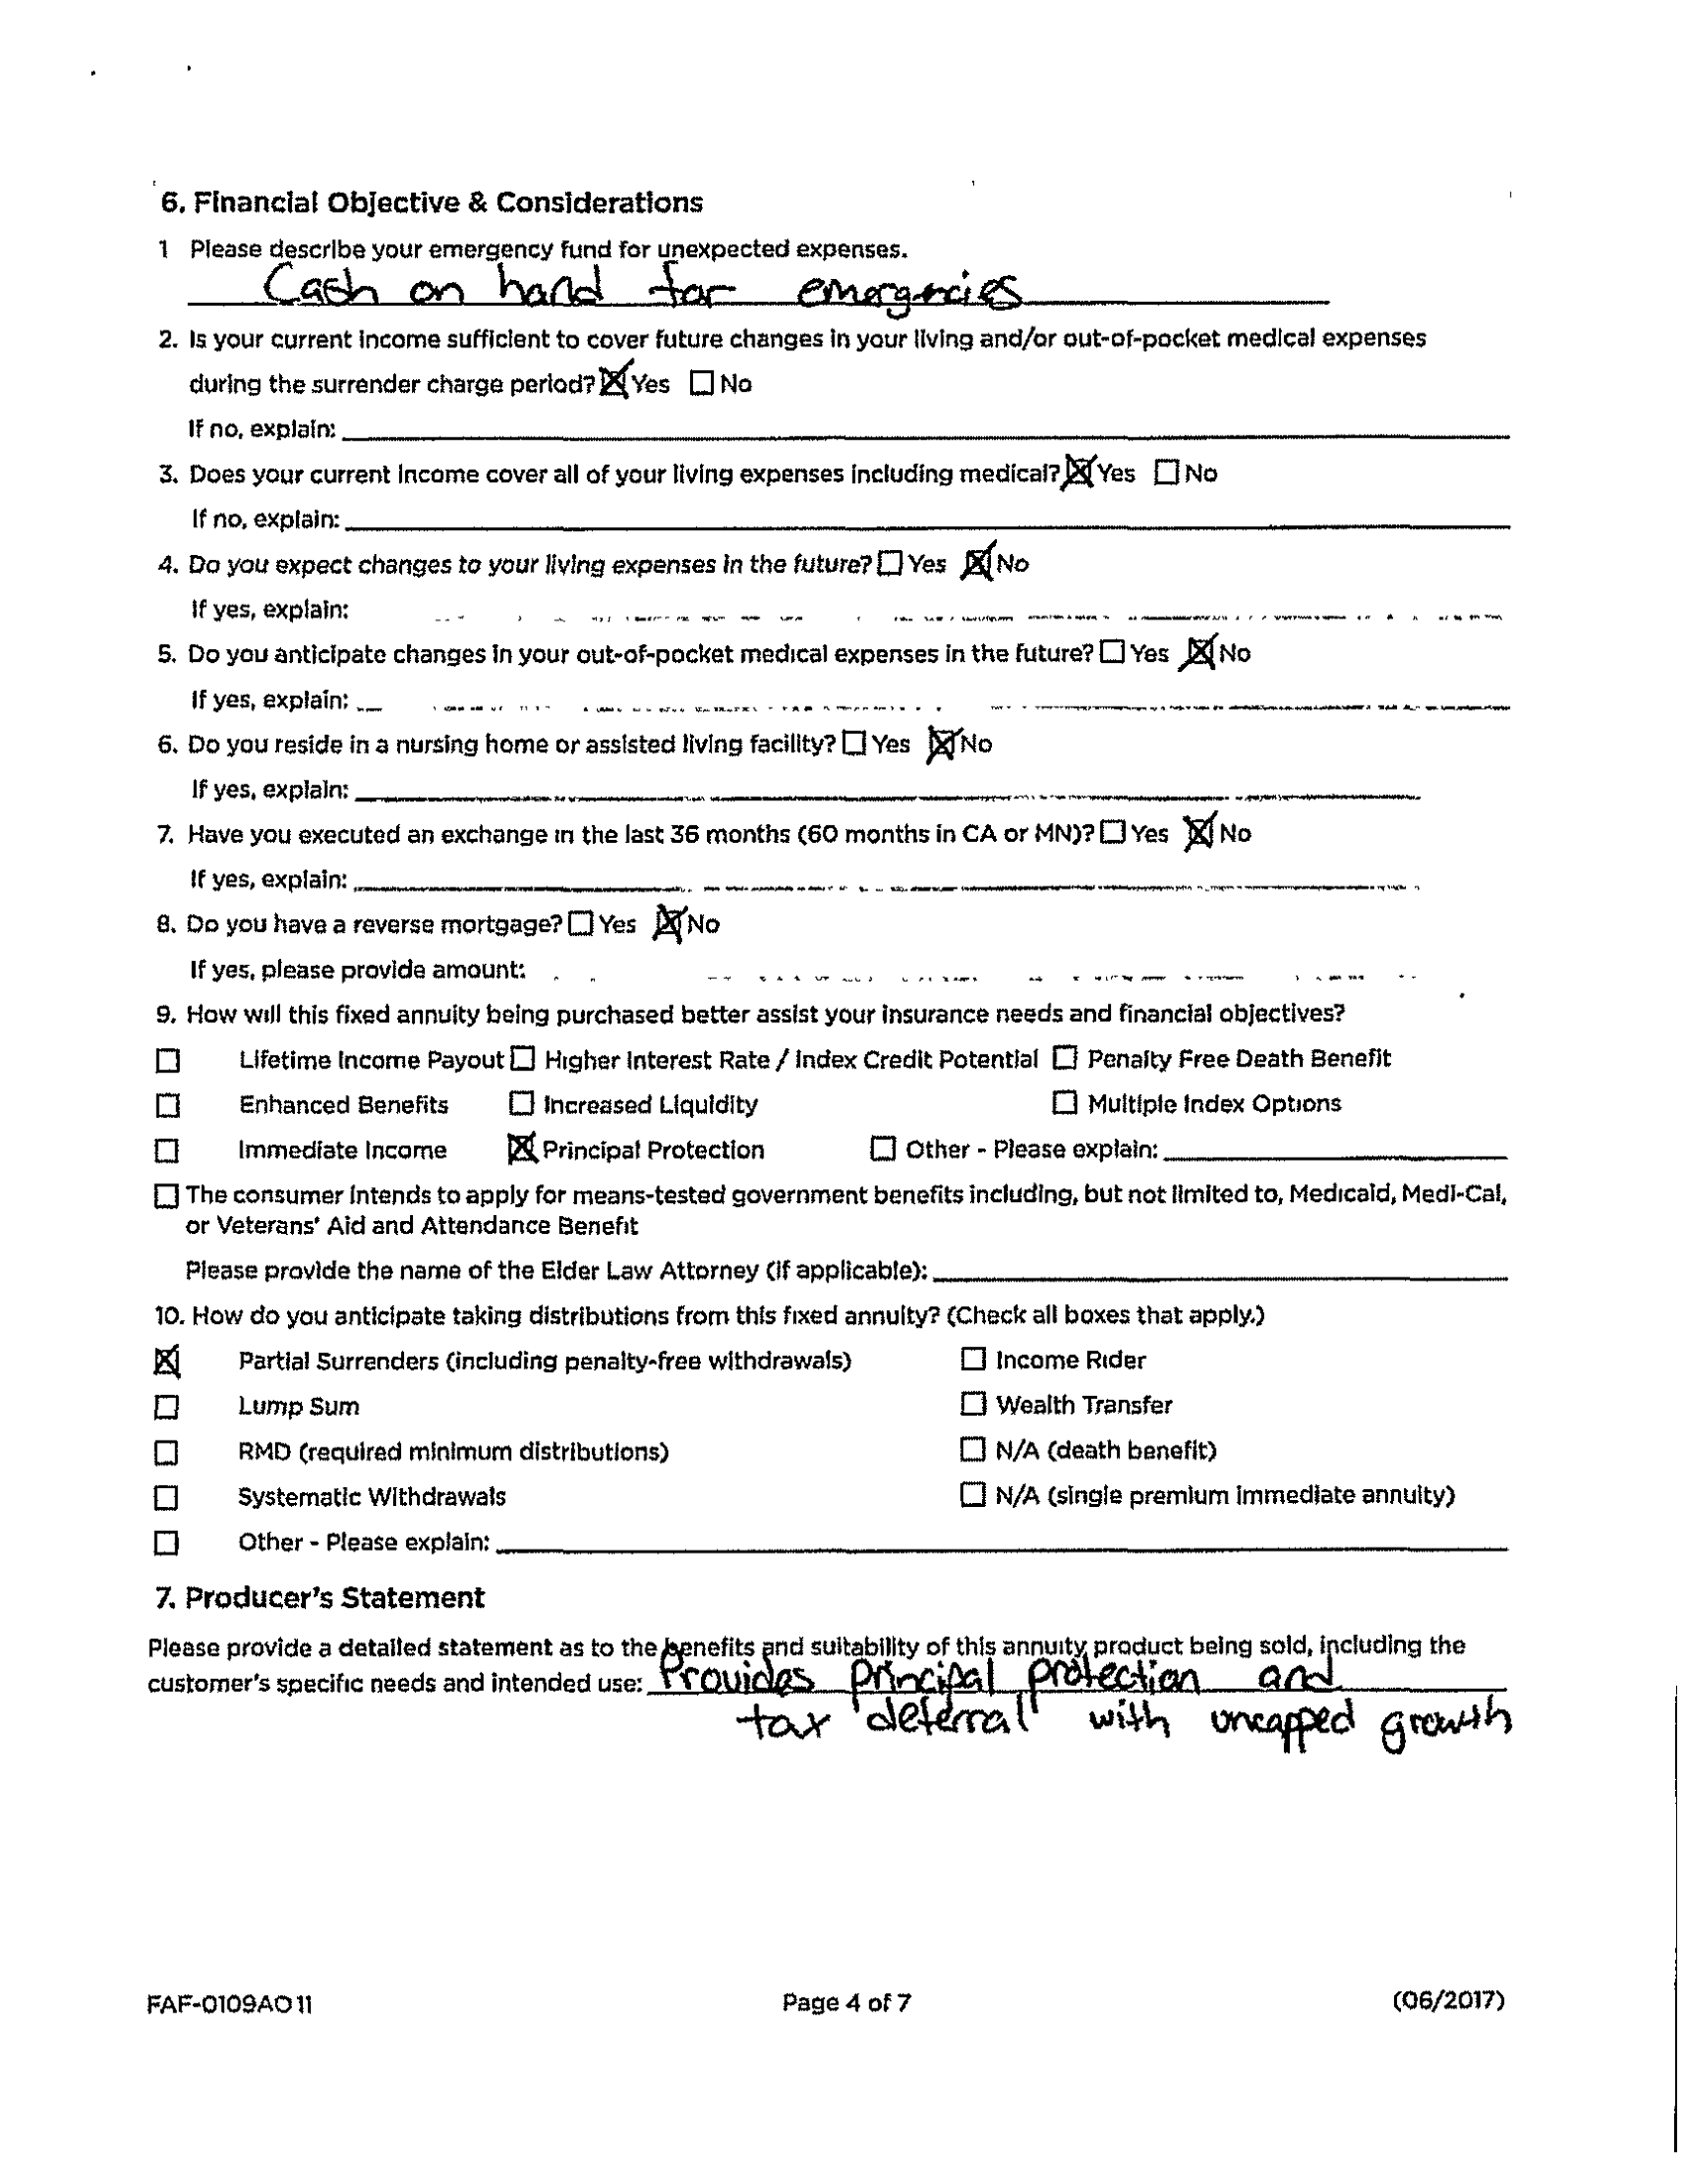 6. Financial Objective & Considerations
1 Please describe your emergency fund for unexpected expenses.
Cash on hand for emergencies
2. Is your current income sufficient to cover future changes in your living and/or out-of-pocket medical expenses
during the surrender charge period? ☒ Yes ☐ No
If no, explain:
3. Does your current income cover all of your living expenses including medical? ☒ Yes ☐ No
If no, explain:
4. Do you expect changes to your living expenses in the future? ☐ Yes ☒ No
If yes, explain:
5. Do you anticipate changes in your out-of-pocket medical expenses in the future? ☐ Yes ☒ No
If yes, explain:
6. Do you reside in a nursing home or assisted living facility? ☐ Yes ☒ No
If yes, explain:
7. Have you executed an exchange in the last 36 months (60 months in CA or MN)? ☐ Yes ☒ No
If yes, explain:
8. Do you have a reverse mortgage? ☐ Yes ☒ No
If yes, please provide amount:
9. How will this fixed annuity being purchased better assist your insurance needs and financial objectives?
☐ Lifetime Income Payout ☐ Higher Interest Rate / Index Credit Potential ☐ Penalty Free Death Benefit
☐ Enhanced Benefits ☐ Increased Liquidity ☐ Multiple Index Options
☐ Immediate Income ☒ Principal Protection ☐ Other - Please explain:
☐ The consumer intends to apply for means-tested government benefits including, but not limited to, Medicaid, Medi-Cal,
or Veterans' Aid and Attendance Benefit
Please provide the name of the Elder Law Attorney (if applicable):
10. How do you anticipate taking distributions from this fixed annuity? (Check all boxes that apply.)
☒ Partial Surrenders (including penalty-free withdrawals) ☐ Income Rider
☐ Lump Sum ☐ Wealth Transfer
☐ RMD (required minimum distributions) ☐ N/A (death benefit)
☐ Systematic Withdrawals ☐ N/A (single premium immediate annuity)
☐ Other - Please explain:
7. Producer's Statement
Please provide a detailed statement as to the benefits and suitability of this annuity product being sold, including the
customer's specific needs and intended use: Provides principal protection and
tax deferral with uncapped growth
FAF-0109AO 11 Page 4 of 7 (06/2017)